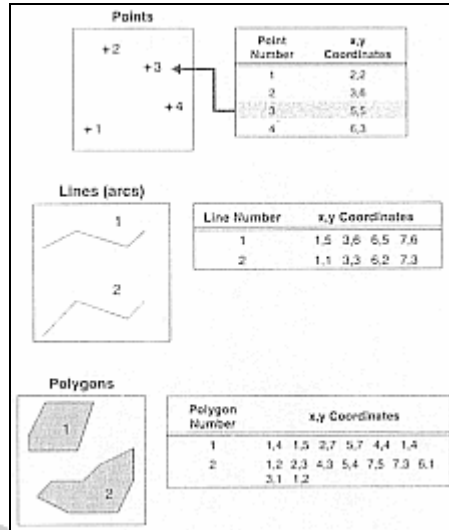 Points
+2
+3
+4
+1
Point Number x,y Coordinates
1 2,2
2 3,6
3 5,5
4 6,3
Lines (arcs)
1
2
Line Number x,y Coordinates
1 1,5 3,6 6,5 7,6
2 1,1 3,3 6,2 7,3
Polygons
1
2
Polygon Number x,y Coordinates
1 1,4 1,5 2,7 5,7 4,4 1,4
2 1,2 2,3 4,3 5,4 7,5 7,3 6,1
3,1 1,2